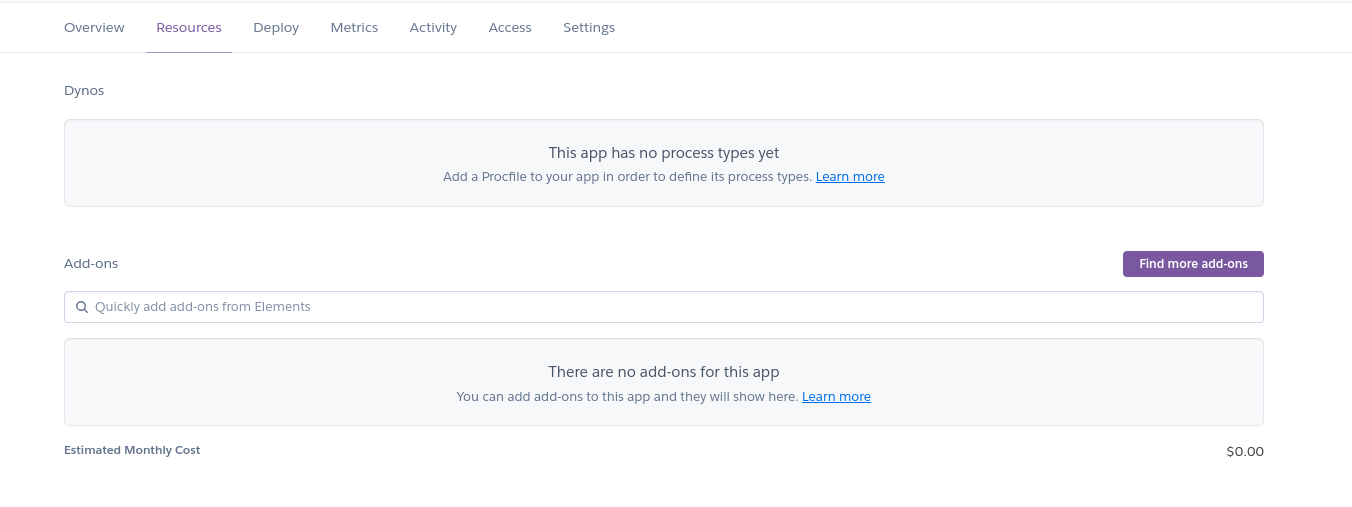 Overview Resources Deploy Metrics Activity Access Settings
Dynos
This app has no process types yet
Add a Procfile to your app in order to define its process types. Learn more
Add-ons Find more add-ons
Quickly add add-ons from Elements
There are no add-ons for this app
You can add add-ons to this app and they will show here. Learn more
Estimated Monthly Cost $0.00